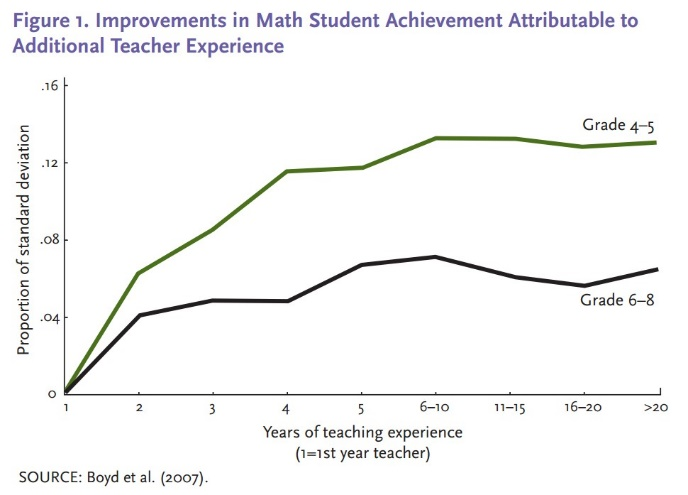 Figure 1. Improvements in Math Student Achievement Attributable to
Additional Teacher Experience
.16
.12
.08
.04
0
Proportion of standard deviation
Grade 4–5
Grade 6–8
1 2 3 4 5 6–10 11–15 16–20 >20
Years of teaching experience
(1=1st year teacher)
SOURCE: Boyd et al. (2007).